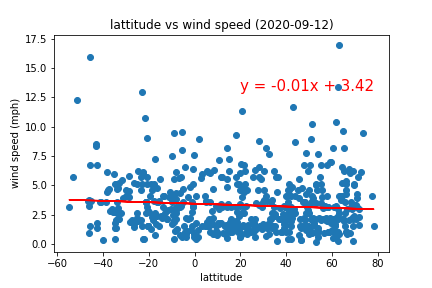 lattitude vs wind speed (2020-09-12)
17.5
15.0
12.5
10.0
7.5
5.0
2.5
0.0
wind speed (mph)
y = -0.01x + 3.42
−60 −40 −20 0 20 40 60 80
lattitude